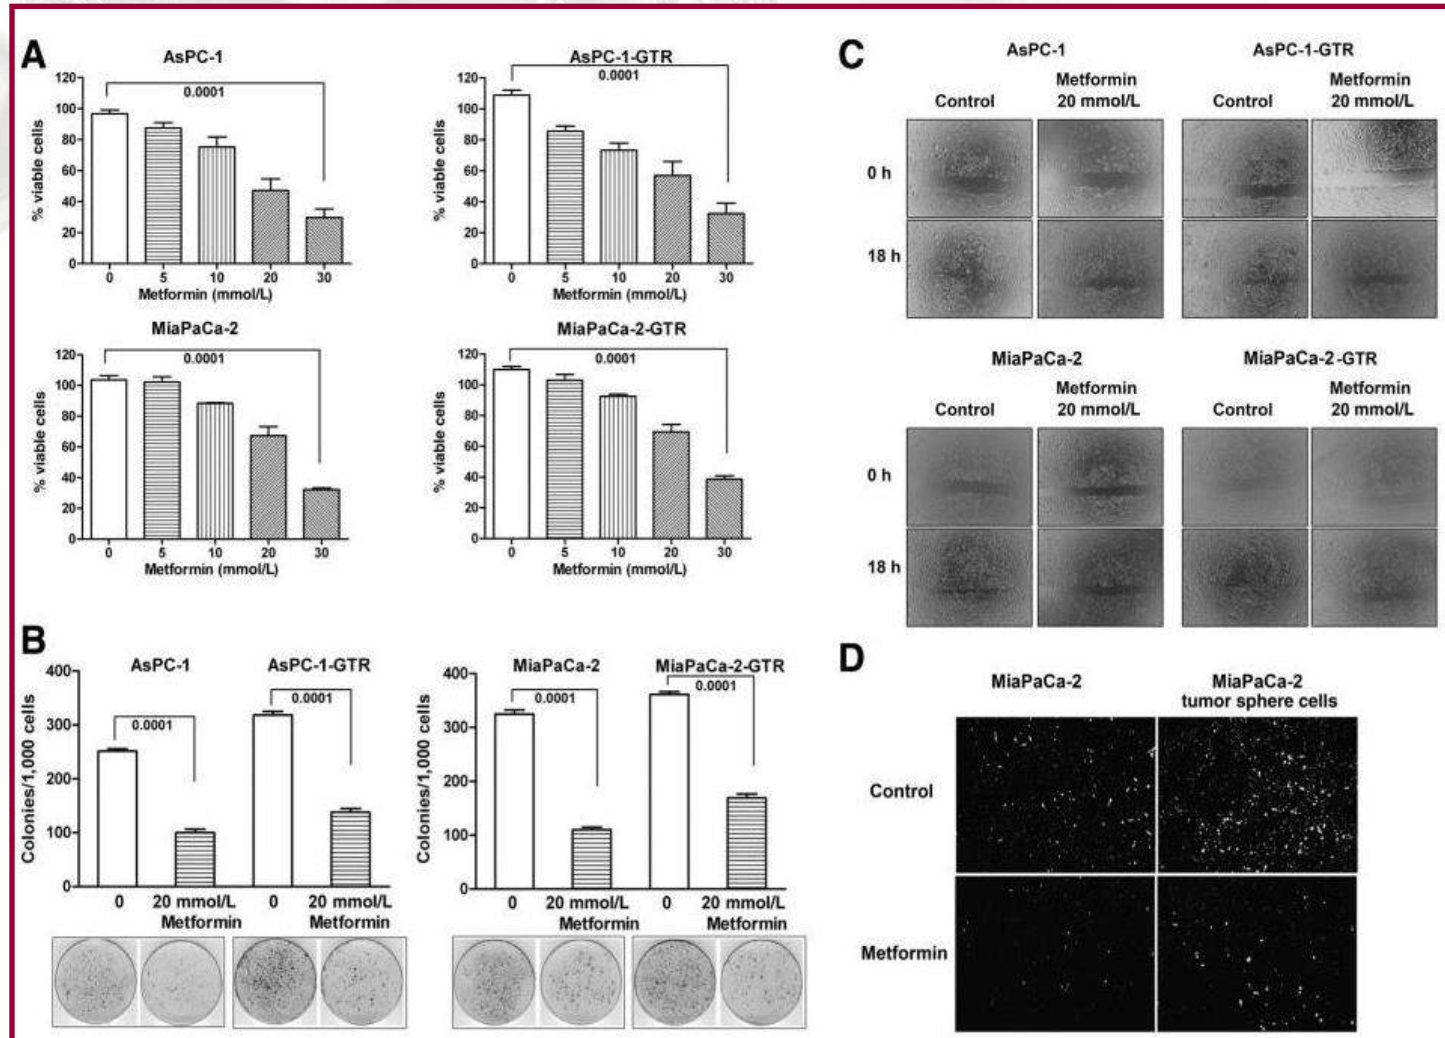 A
AsPC-1
0.0001
120
100
80
60
40
20
0
% viable cells
0 5 10 20 30
Metformin (mmol/L)
AsPC-1-GTR
0.0001
120
100
80
60
40
20
0
% viable cells
0 5 10 20 30
Metformin (mmol/L)
MiaPaCa-2
0.0001
120
100
80
60
40
20
0
% viable cells
0 5 10 20 30
Metformin (mmol/L)
MiaPaCa-2-GTR
0.0001
120
100
80
60
40
20
0
% viable cells
0 5 10 20 30
Metformin (mmol/L)
B
AsPC-1 AsPC-1-GTR
0.0001 0.0001
400
300
200
100
0
Colonies/1,000 cells
0 20 mmol/L 0 20 mmol/L
Metformin Metformin
MiaPaCa-2 MiaPaCa-2-GTR
0.0001 0.0001
400
300
200
100
0
Colonies/1,000 cells
0 20 mmol/L 0 20 mmol/L
Metformin Metformin
C
AsPC-1 AsPC-1-GTR
Metformin Metformin
Control 20 mmol/L Control 20 mmol/L
0 h
18 h
MiaPaCa-2 MiaPaCa-2-GTR
Metformin Metformin
Control 20 mmol/L Control 20 mmol/L
0 h
18 h
D
MiaPaCa-2 MiaPaCa-2
tumor sphere cells
Control
Metformin